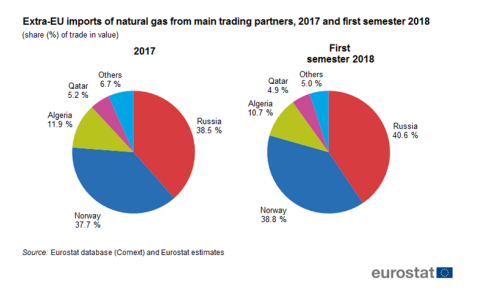 Extra-EU imports of natural gas from main trading partners, 2017 and first semester 2018
(share (%) of trade in value)
2017
Others
6.7 %
Qatar
5.2 %
Algeria
11.9 %
Russia
38.5 %
Norway
37.7 %
First
semester 2018
Others
5.0 %
Qatar
4.9 %
Algeria
10.7 %
Russia
40.6 %
Norway
38.8 %
Source: Eurostat database (Comext) and Eurostat estimates
eurostat